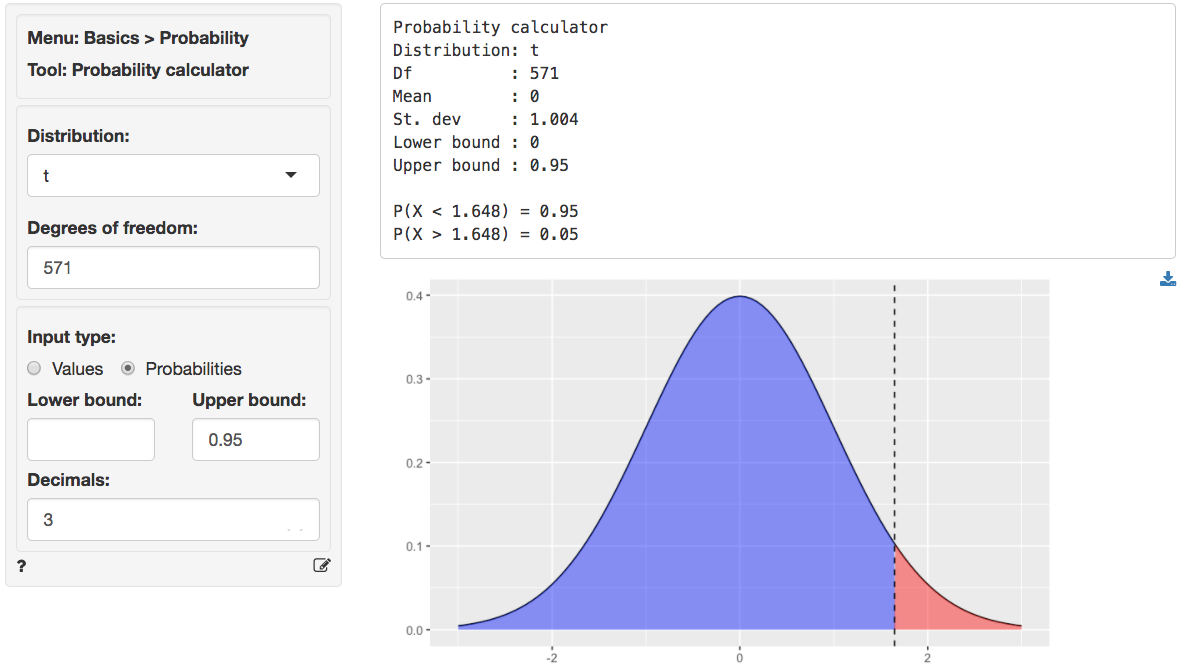 Menu: Basics > Probability
Tool: Probability calculator
Distribution:
t
Degrees of freedom:
571
Input type:
Values Probabilities
Lower bound: Upper bound:
0.95
Decimals:
3
?
Probability calculator
Distribution: t
Df           : 571
Mean         : 0
St. dev      : 1.004
Lower bound : 0
Upper bound : 0.95
P(X < 1.648) = 0.95
P(X > 1.648) = 0.05
0.4
0.3
0.2
0.1
0.0
-2 0 2